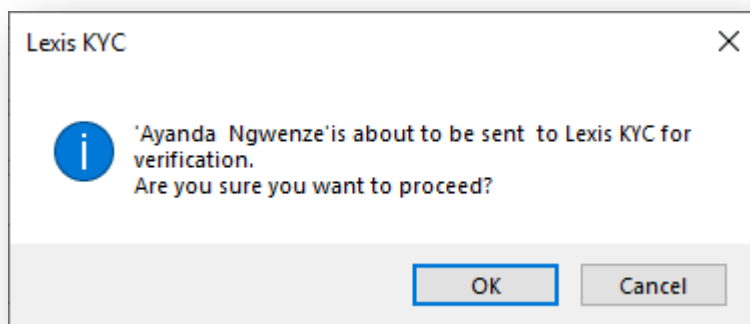 Lexis KYC
'Ayanda  Ngwenze'is about to be sent  to Lexis KYC for
verification.
Are you sure you want to proceed?
OK
Cancel